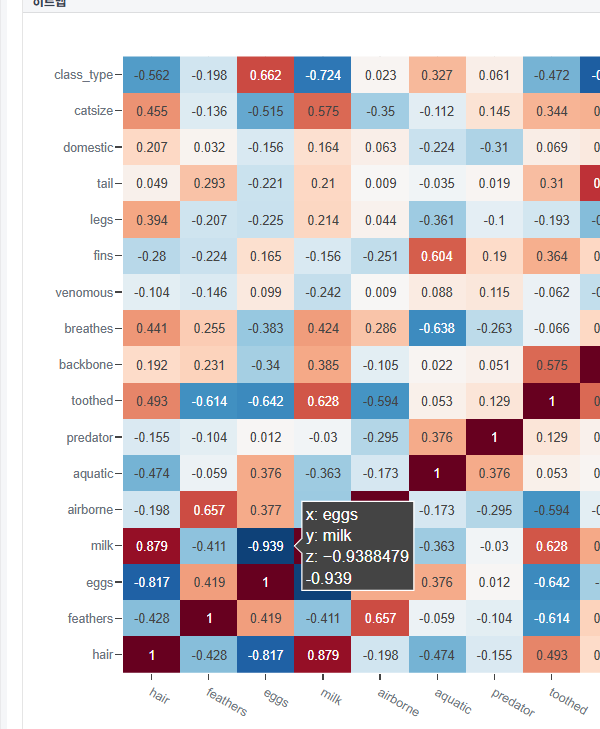 히트맵
class_type -0.562 -0.198 0.662 -0.724 0.023 0.327 0.061 -0.472
catsize 0.455 -0.136 -0.515 0.575 -0.35 -0.112 0.145 0.344
domestic 0.207 0.032 -0.156 0.164 0.063 -0.224 -0.31 0.069
tail 0.049 0.293 -0.221 0.21 0.009 -0.035 0.019 0.31
legs 0.394 -0.207 -0.225 0.214 0.044 -0.361 -0.1 -0.193
fins -0.28 -0.224 0.165 -0.156 -0.251 0.604 0.19 0.364
venomous -0.104 -0.146 0.099 -0.242 0.009 0.088 0.115 -0.062
breathes 0.441 0.255 -0.383 0.424 0.286 -0.638 -0.263 -0.066
backbone 0.192 0.231 -0.34 0.385 -0.105 0.022 0.051 0.575
toothed 0.493 -0.614 -0.642 0.628 -0.594 0.053 0.129 1
predator -0.155 -0.104 0.012 -0.03 -0.295 0.376 1 0.129
aquatic -0.474 -0.059 0.376 -0.363 -0.173 1 0.376 0.053
airborne -0.198 0.657 0.377 -0.173 -0.295 -0.594
milk 0.879 -0.411 -0.939 -0.363 -0.03 0.628
eggs -0.817 0.419 1 0.376 0.012 -0.642
feathers -0.428 1 0.419 -0.411 0.657 -0.059 -0.104 -0.614
hair 1 -0.428 -0.817 0.879 -0.198 -0.474 -0.155 0.493
x: eggs
y: milk
z: −0.9388479
-0.939
hair feathers eggs milk airborne aquatic predator toothed